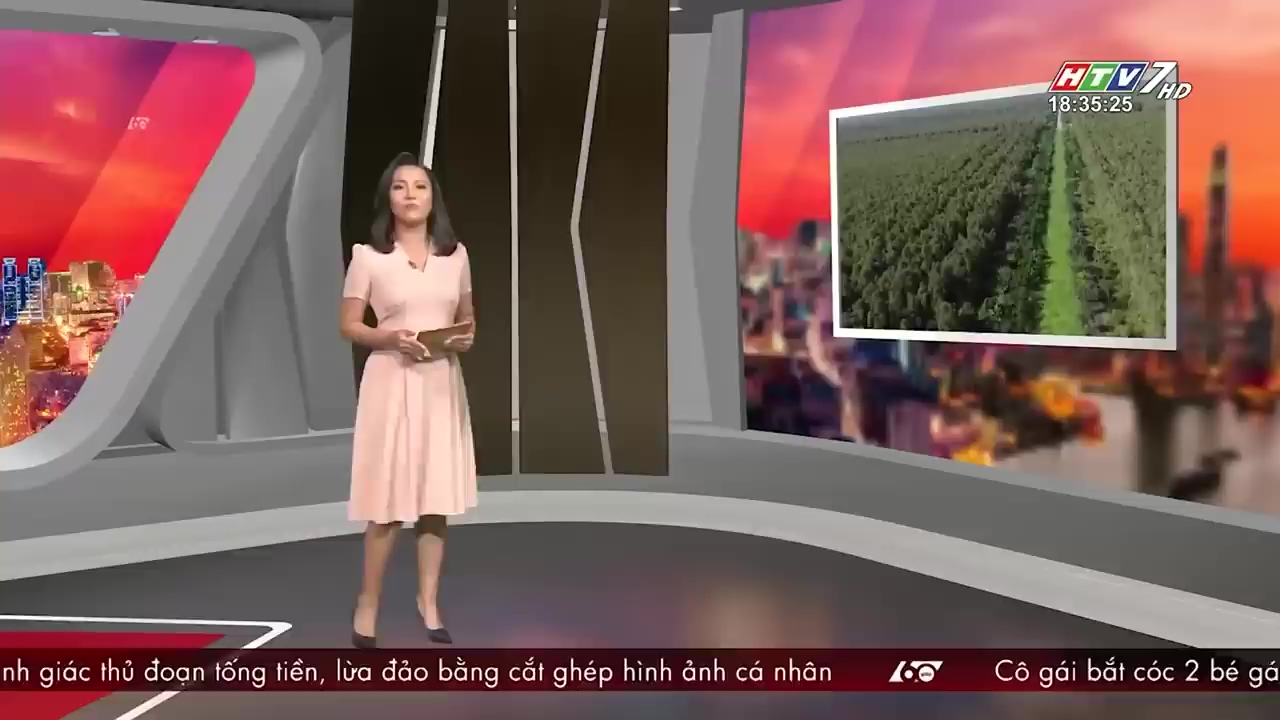 HTV7 HD
18:35:25
nh giác thủ đoạn tống tiền, lừa đảo bằng cắt ghép hình ảnh cá nhân 60 Cô gái bắt cóc 2 bé gá